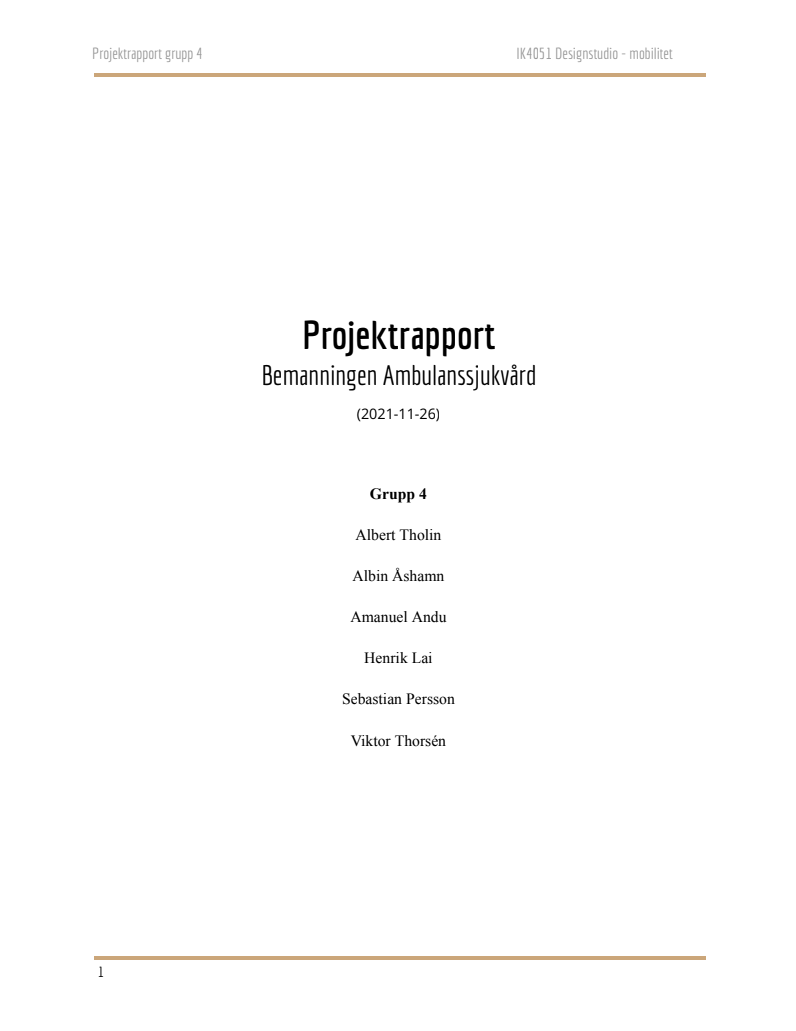 Projektrapport grupp 4 IK4051 Designstudio - mobilitet
Projektrapport
Bemanningen Ambulanssjukvård
(2021-11-26)
Grupp 4
Albert Tholin
Albin Åshamn
Amanuel Andu
Henrik Lai
Sebastian Persson
Viktor Thorsén
1